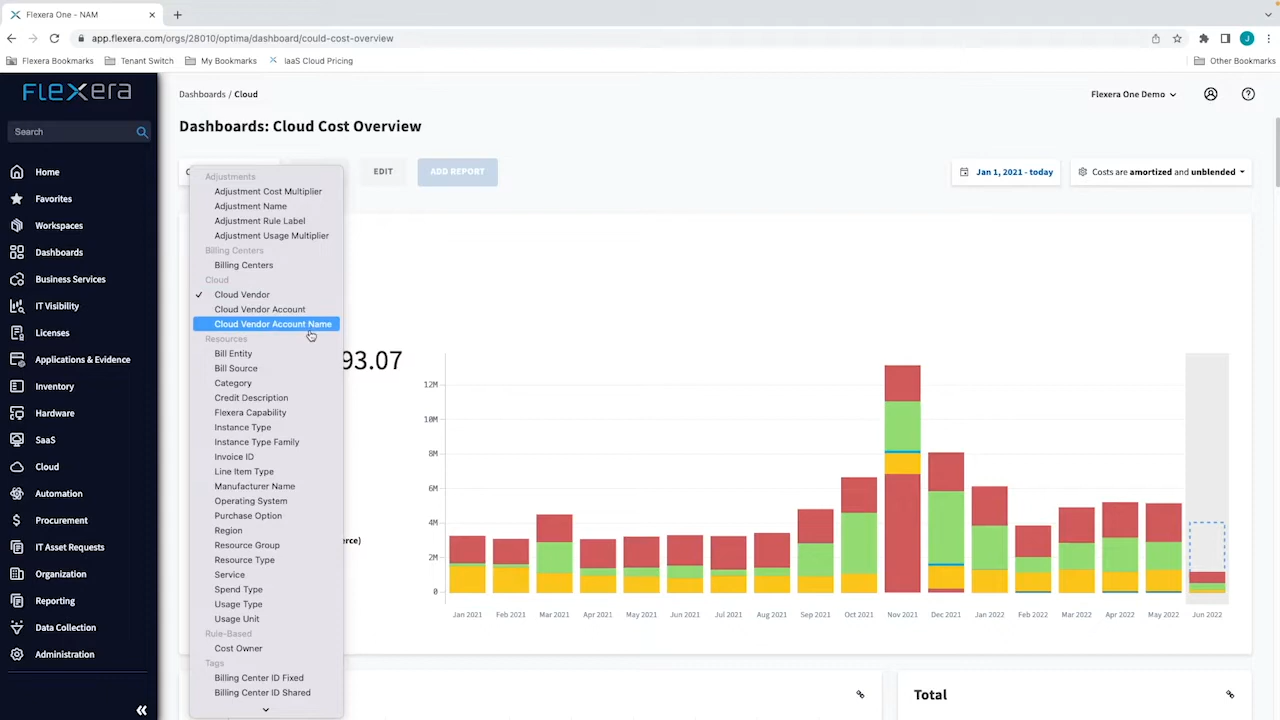 Flexera One - NAM
app.flexera.com/orgs/28010/optima/dashboard/could-cost-overview
Flexera Bookmarks
Tenant Switch
My Bookmarks
IaaS Cloud Pricing
Other Bookmarks
J
FLEXera
Search
Home
Favorites
Workspaces
Dashboards
Business Services
IT Visibility
Licenses
Applications & Evidence
Inventory
Hardware
SaaS
Cloud
Automation
Procurement
IT Asset Requests
Organization
Reporting
Data Collection
Administration
Dashboards / Cloud
Flexera One Demo
Dashboards: Cloud Cost Overview
EDIT
ADD REPORT
Jan 1, 2021 - today
Costs are amortized and unblended
Adjustments
Adjustment Cost Multiplier
Adjustment Name
Adjustment Rule Label
Adjustment Usage Multiplier
Billing Centers
Billing Centers
Cloud
Cloud Vendor
Cloud Vendor Account
Cloud Vendor Account Name
Resources
Bill Entity
Bill Source
Category
Credit Description
Flexera Capability
Instance Type
Instance Type Family
Invoice ID
Line Item Type
Manufacturer Name
Operating System
Purchase Option
Region
Resource Group
Resource Type
Service
Spend Type
Usage Type
Usage Unit
Rule-Based
Cost Owner
Tags
Billing Center ID Fixed
Billing Center ID Shared
93.07
erce)
12M
10M
8M
6M
4M
2M
0
Jan 2021
Feb 2021
Mar 2021
Apr 2021
May 2021
Jun 2021
Jul 2021
Aug 2021
Sep 2021
Oct 2021
Nov 2021
Dec 2021
Jan 2022
Feb 2022
Mar 2022
Apr 2022
May 2022
Jun 2022
Total